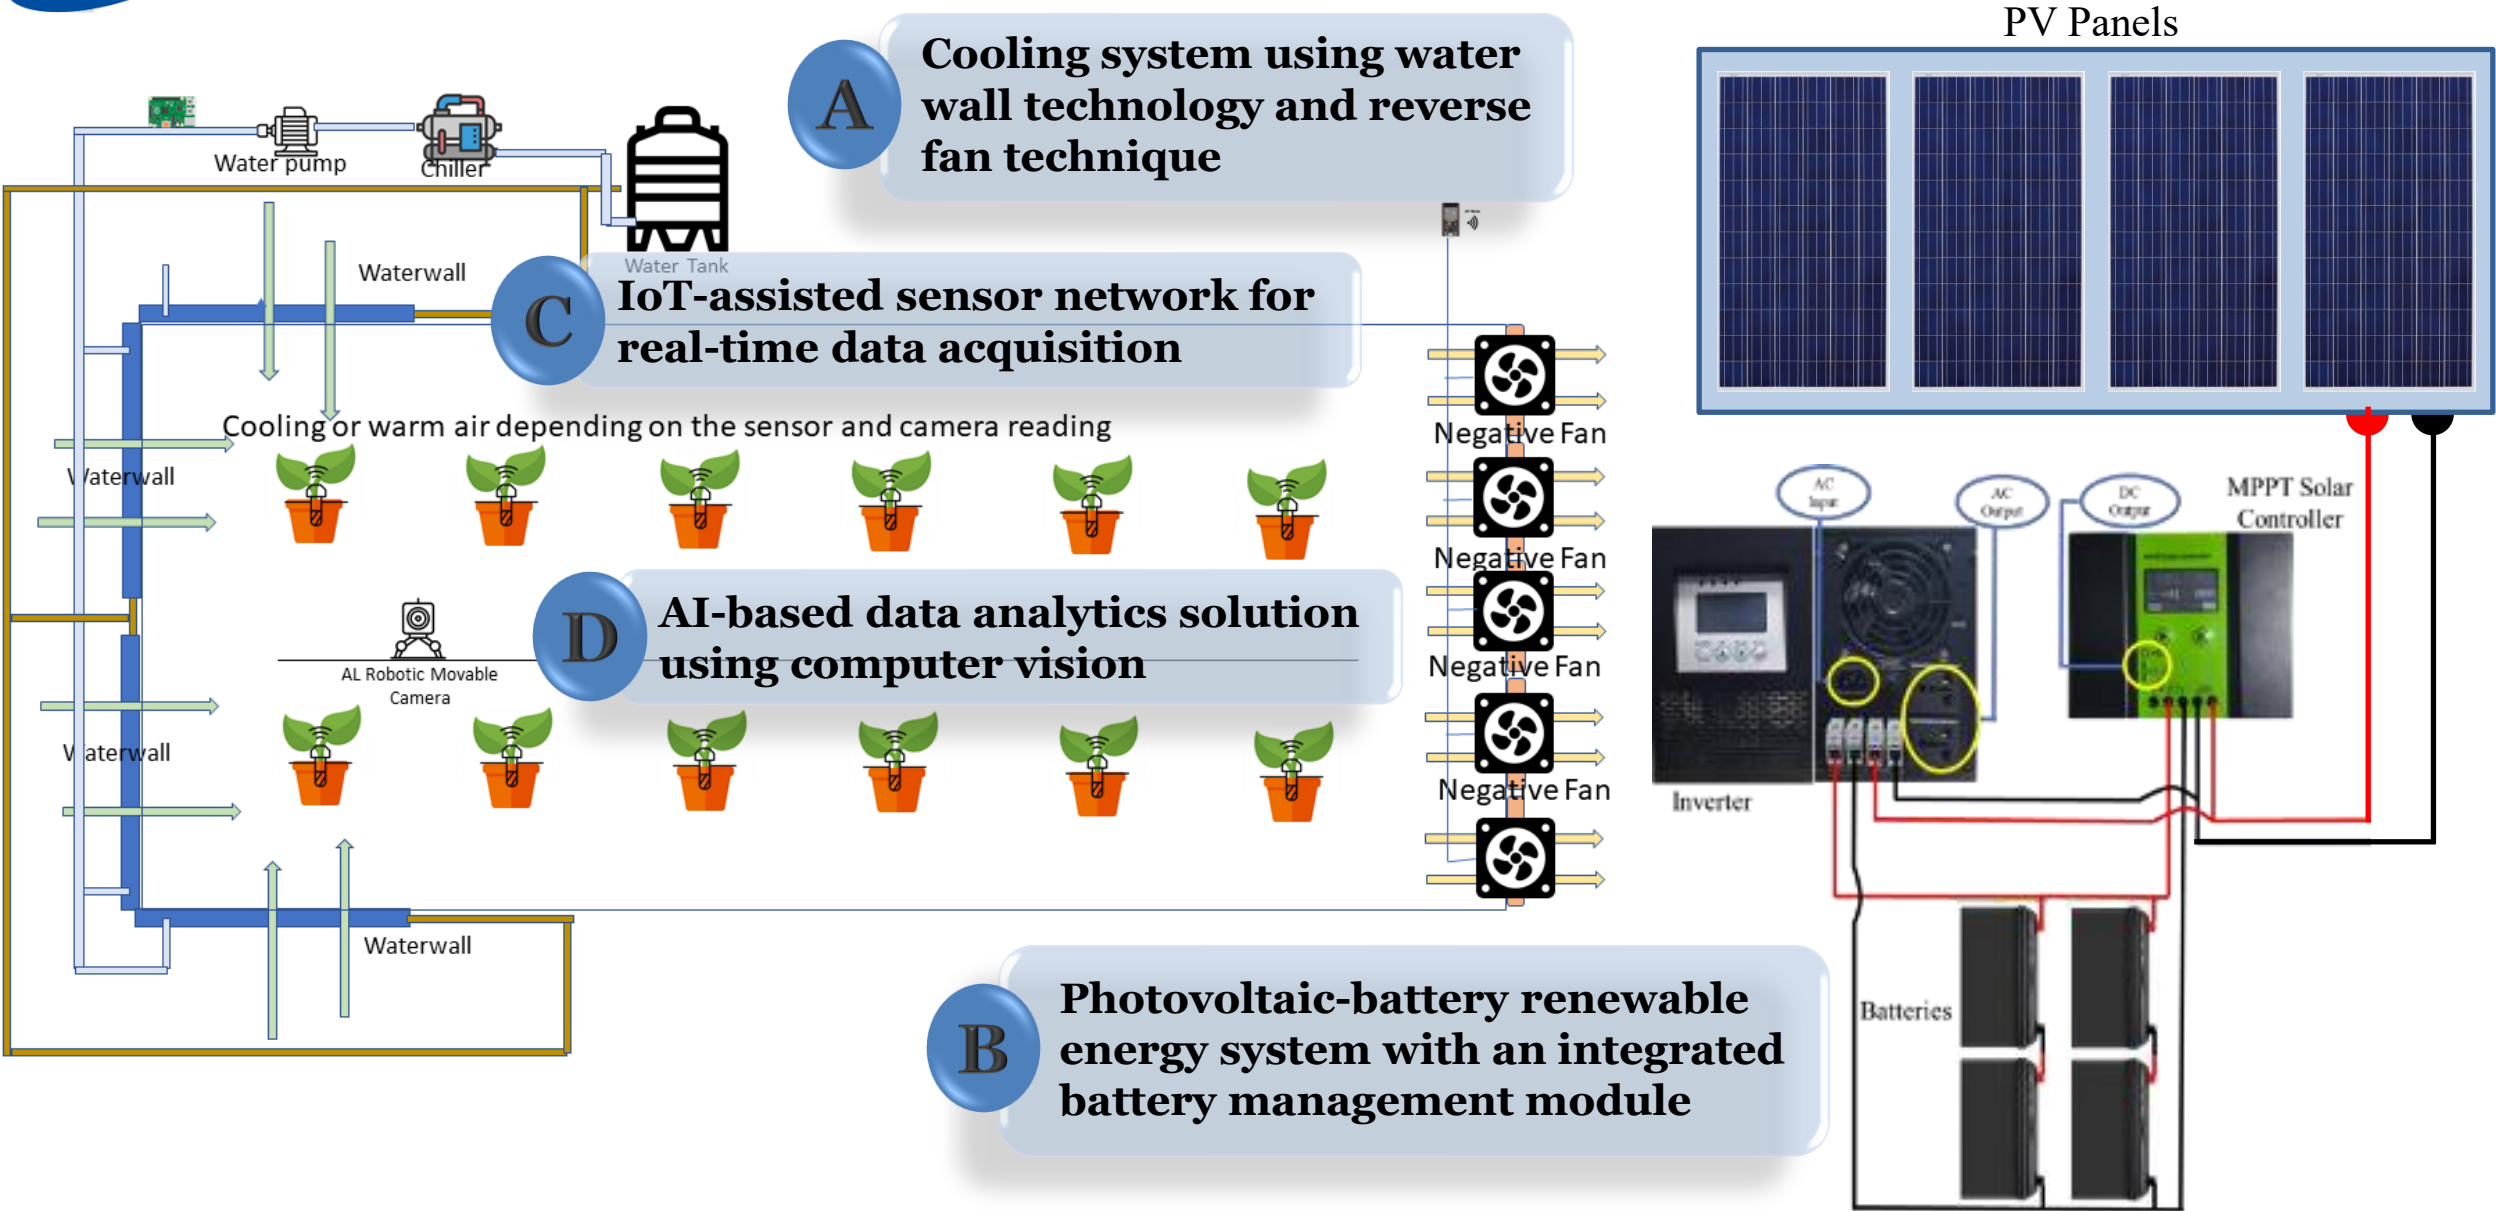 PV Panels
A
Cooling system using water
wall technology and reverse
fan technique
Water pump
Chiller
Water Tank
Waterwall
C
IoT-assisted sensor network for
real-time data acquisition
Cooling or warm air depending on the sensor and camera reading
Negative Fan
Waterwall
Negative Fan
D
AI-based data analytics solution
using computer vision
AL Robotic Movable
Camera
Negative Fan
Waterwall
Negative Fan
Waterwall
B
Photovoltaic-battery renewable
energy system with an integrated
battery management module
AC
Input
AC
Output
DC
Output
MPPT Solar
Controller
Inverter
Batteries